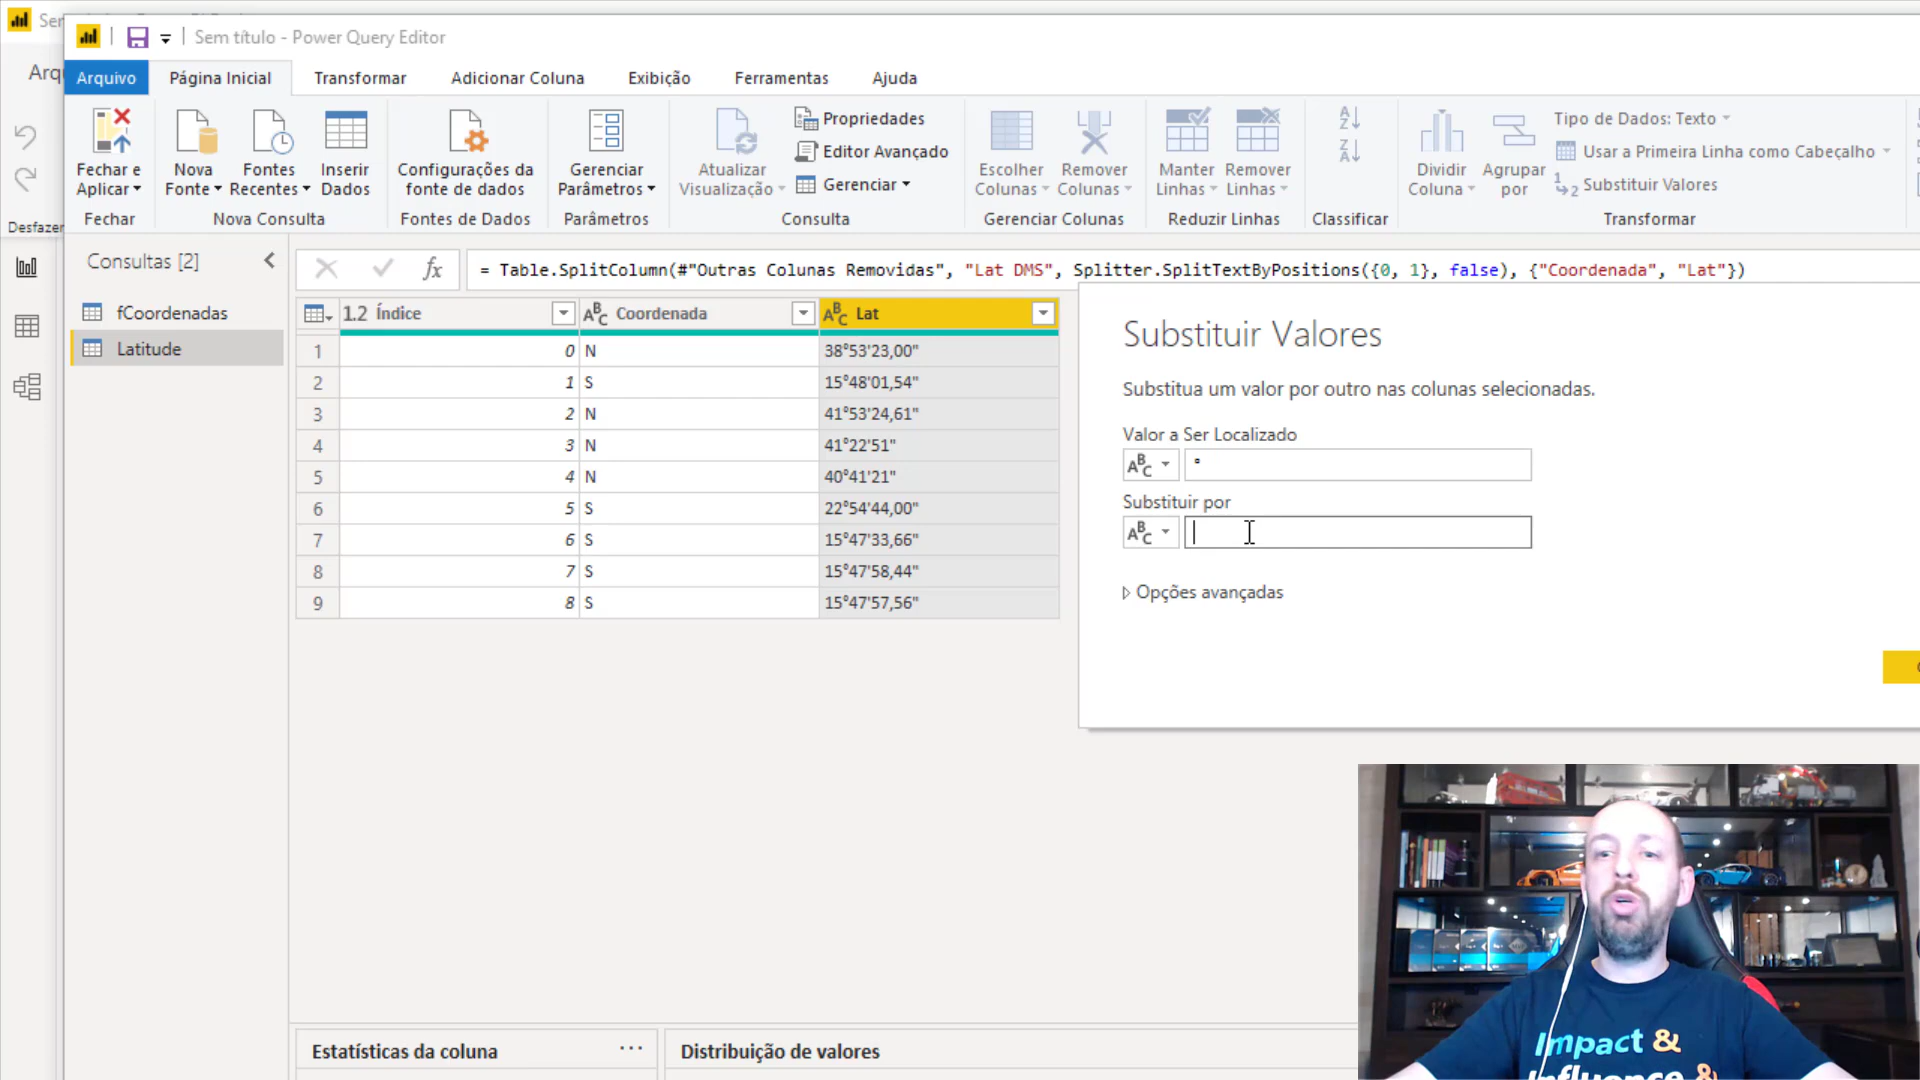 Sem
Sem título - Power Query Editor
Arq
Arquivo
Página Inicial
Transformar
Adicionar Coluna
Exibição
Ferramentas
Ajuda
Fechar e
Aplicar
Nova
Fonte
Fontes
Recentes
Inserir
Dados
Configurações da
fonte de dados
Gerenciar
Parâmetros
Atualizar
Visualização
Propriedades
Editor Avançado
Gerenciar
Escolher
Colunas
Remover
Colunas
Manter
Linhas
Remover
Linhas
Dividir
Coluna
Agrupar
por
Tipo de Dados: Texto
Usar a Primeira Linha como Cabeçalho
Substituir Valores
Desfazer
Fechar
Nova Consulta
Fontes de Dados
Parâmetros
Consulta
Gerenciar Colunas
Reduzir Linhas
Classificar
Transformar
Consultas [2]
fCoordenadas
Latitude
fx
= Table.SplitColumn(#"Outras Colunas Removidas", "Lat DMS", Splitter.SplitTextByPositions({0, 1}, false), {"Coordenada", "Lat"})
1.2 Índice ABC Coordenada ABC Lat
1 0 N 38°53'23,00"
2 1 S 15°48'01,54"
3 2 N 41°53'24,61"
4 3 N 41°22'51"
5 4 N 40°41'21"
6 5 S 22°54'44,00"
7 6 S 15°47'33,66"
8 7 S 15°47'58,44"
9 8 S 15°47'57,56"
Substituir Valores
Substitua um valor por outro nas colunas selecionadas.
Valor a Ser Localizado
ABC °
Substituir por
ABC
Opções avançadas
Estatísticas da coluna ...
Distribuição de valores
Impact &
Influence &